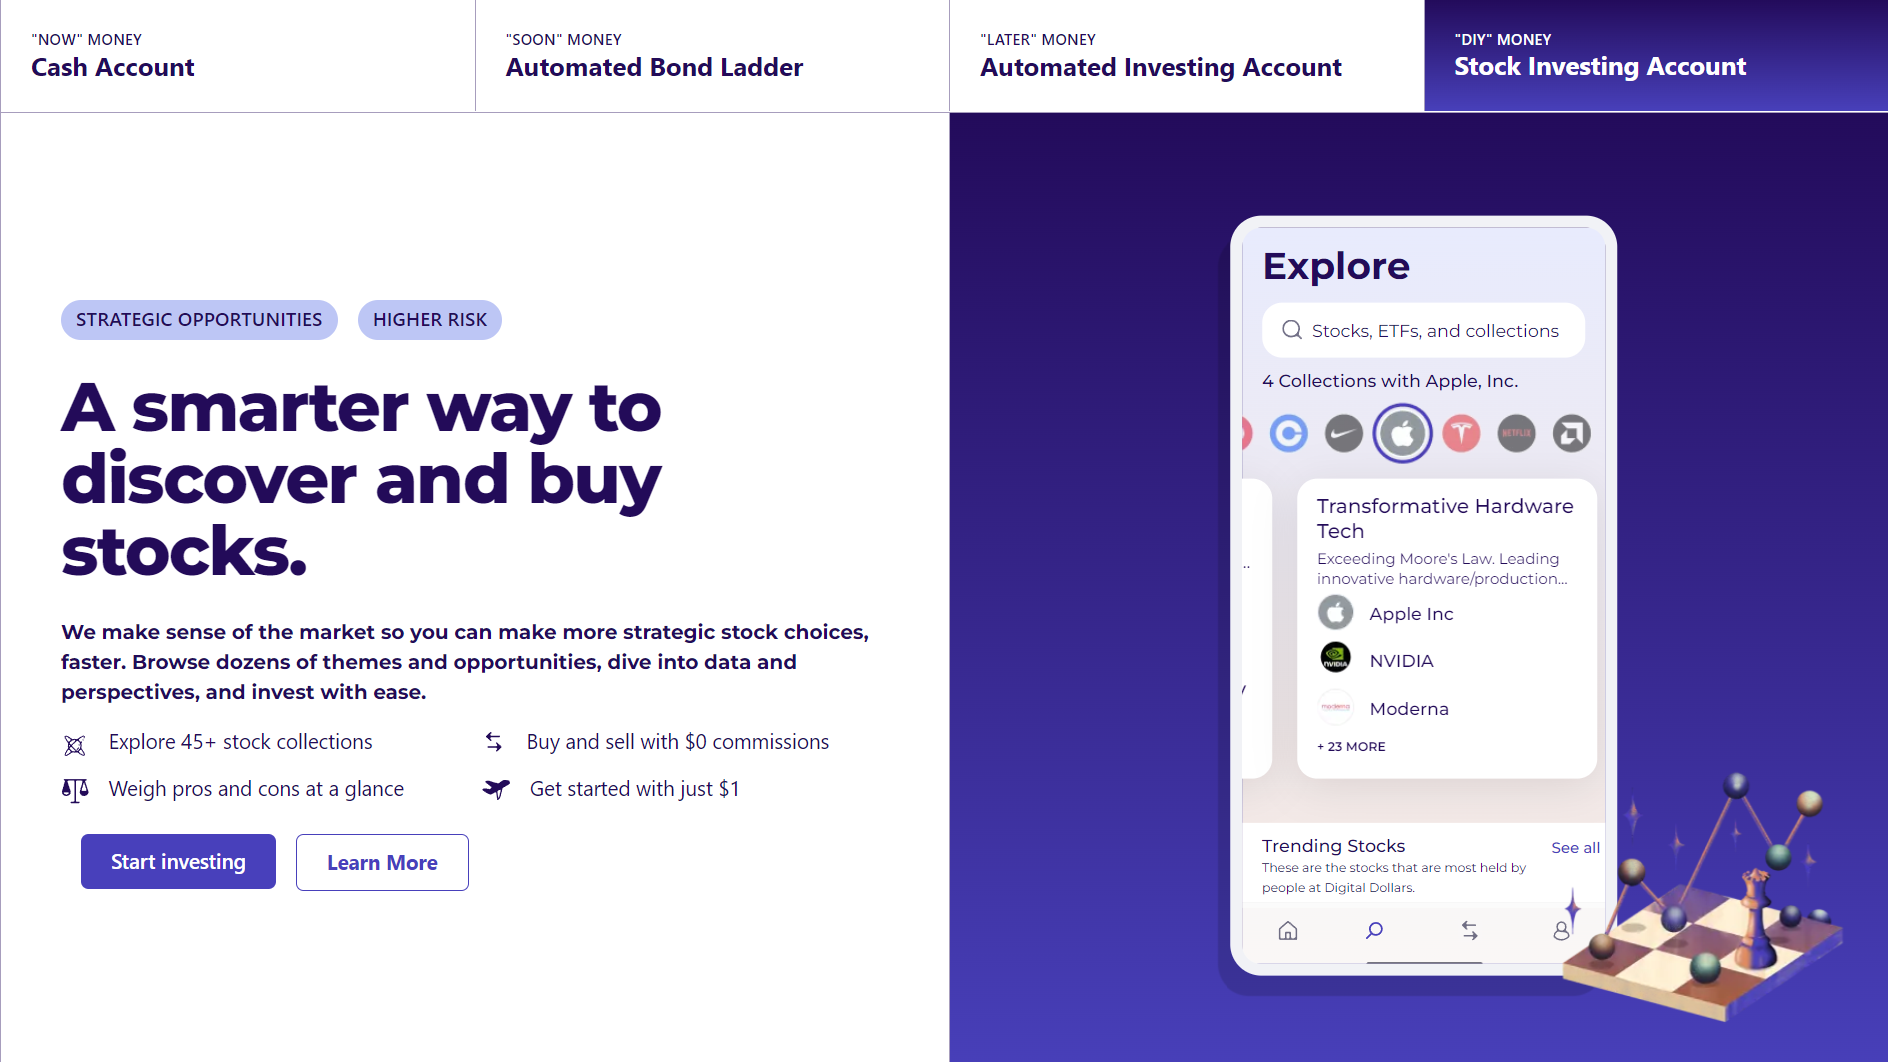 "NOW" MONEY
Cash Account
"SOON" MONEY
Automated Bond Ladder
"LATER" MONEY
Automated Investing Account
"DIY" MONEY
Stock Investing Account
STRATEGIC OPPORTUNITIES
HIGHER RISK
A smarter way to
discover and buy
stocks.
We make sense of the market so you can make more strategic stock choices,
faster. Browse dozens of themes and opportunities, dive into data and
perspectives, and invest with ease.
Explore 45+ stock collections
Buy and sell with $0 commissions
Weigh pros and cons at a glance
Get started with just $1
Start investing
Learn More
Explore
Stocks, ETFs, and collections
4 Collections with Apple, Inc.
NETFLIX
Transformative Hardware
Tech
Exceeding Moore's Law. Leading
innovative hardware/production...
Apple Inc
NVIDIA
NVIDIA
moderna
Moderna
+ 23 MORE
Trending Stocks
See all
These are the stocks that are most held by
people at Digital Dollars.